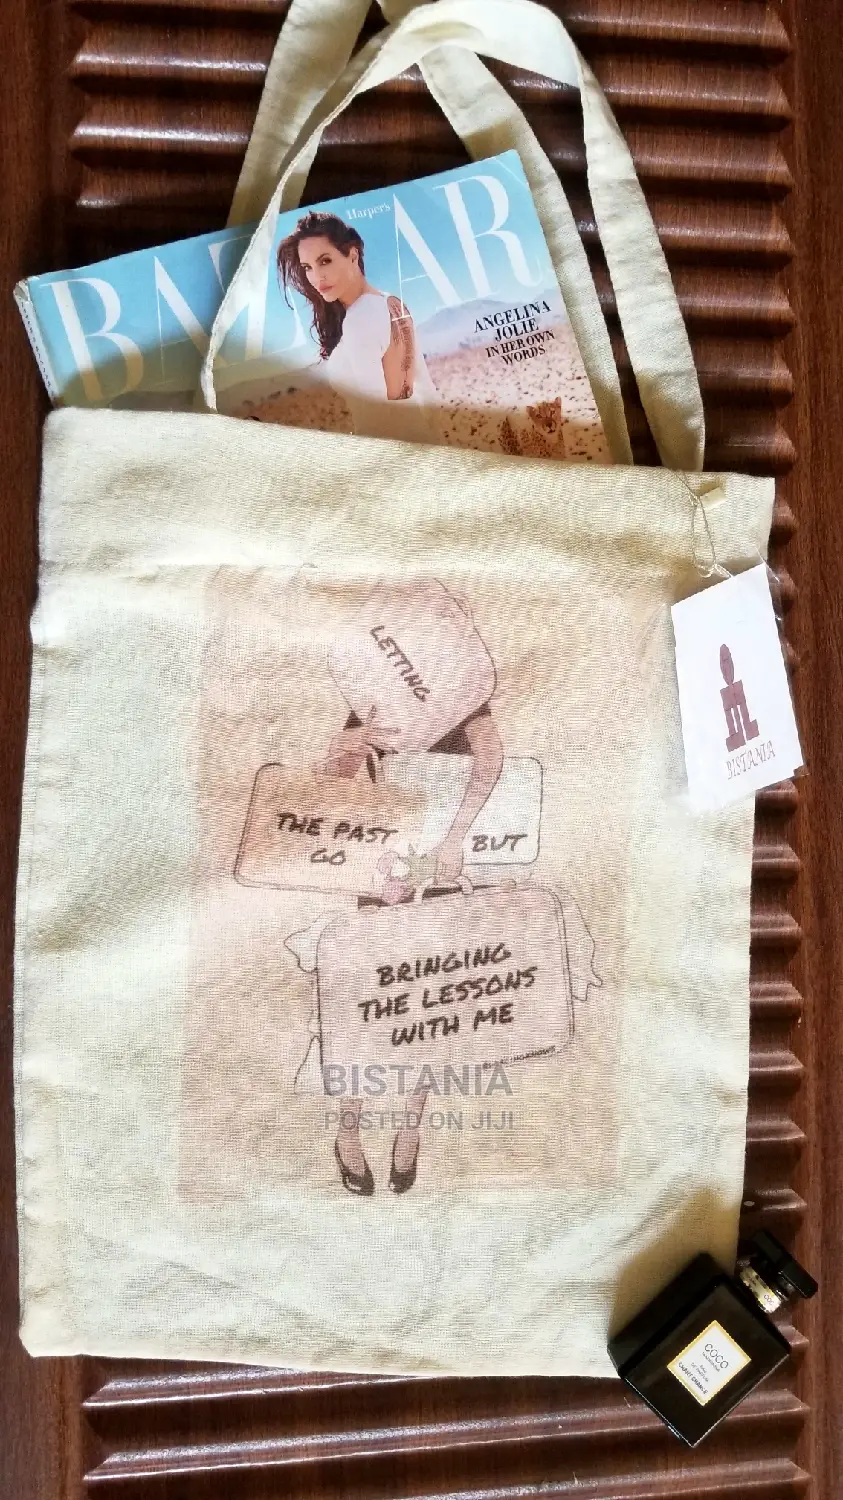 Harper's
BAZAAR
ANGELINA
JOLIE
IN HER OWN
WORDS
LETTING
THE PAST
GO
BUT
BRINGING
THE LESSONS
WITH ME
BISTANIA
BISTANIA
POSTED ON JIJI
COCO